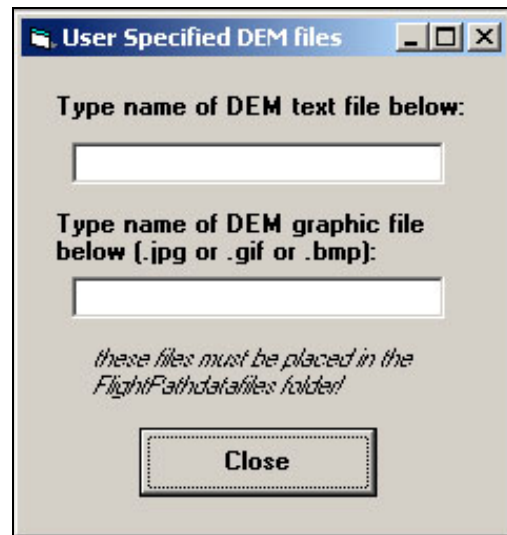 User Specified DEM files
Type name of DEM text file below:
Type name of DEM graphic file
below (.jpg or .gif or .bmp):
these files must be placed in the
FlightPathdatafiles folder!
Close